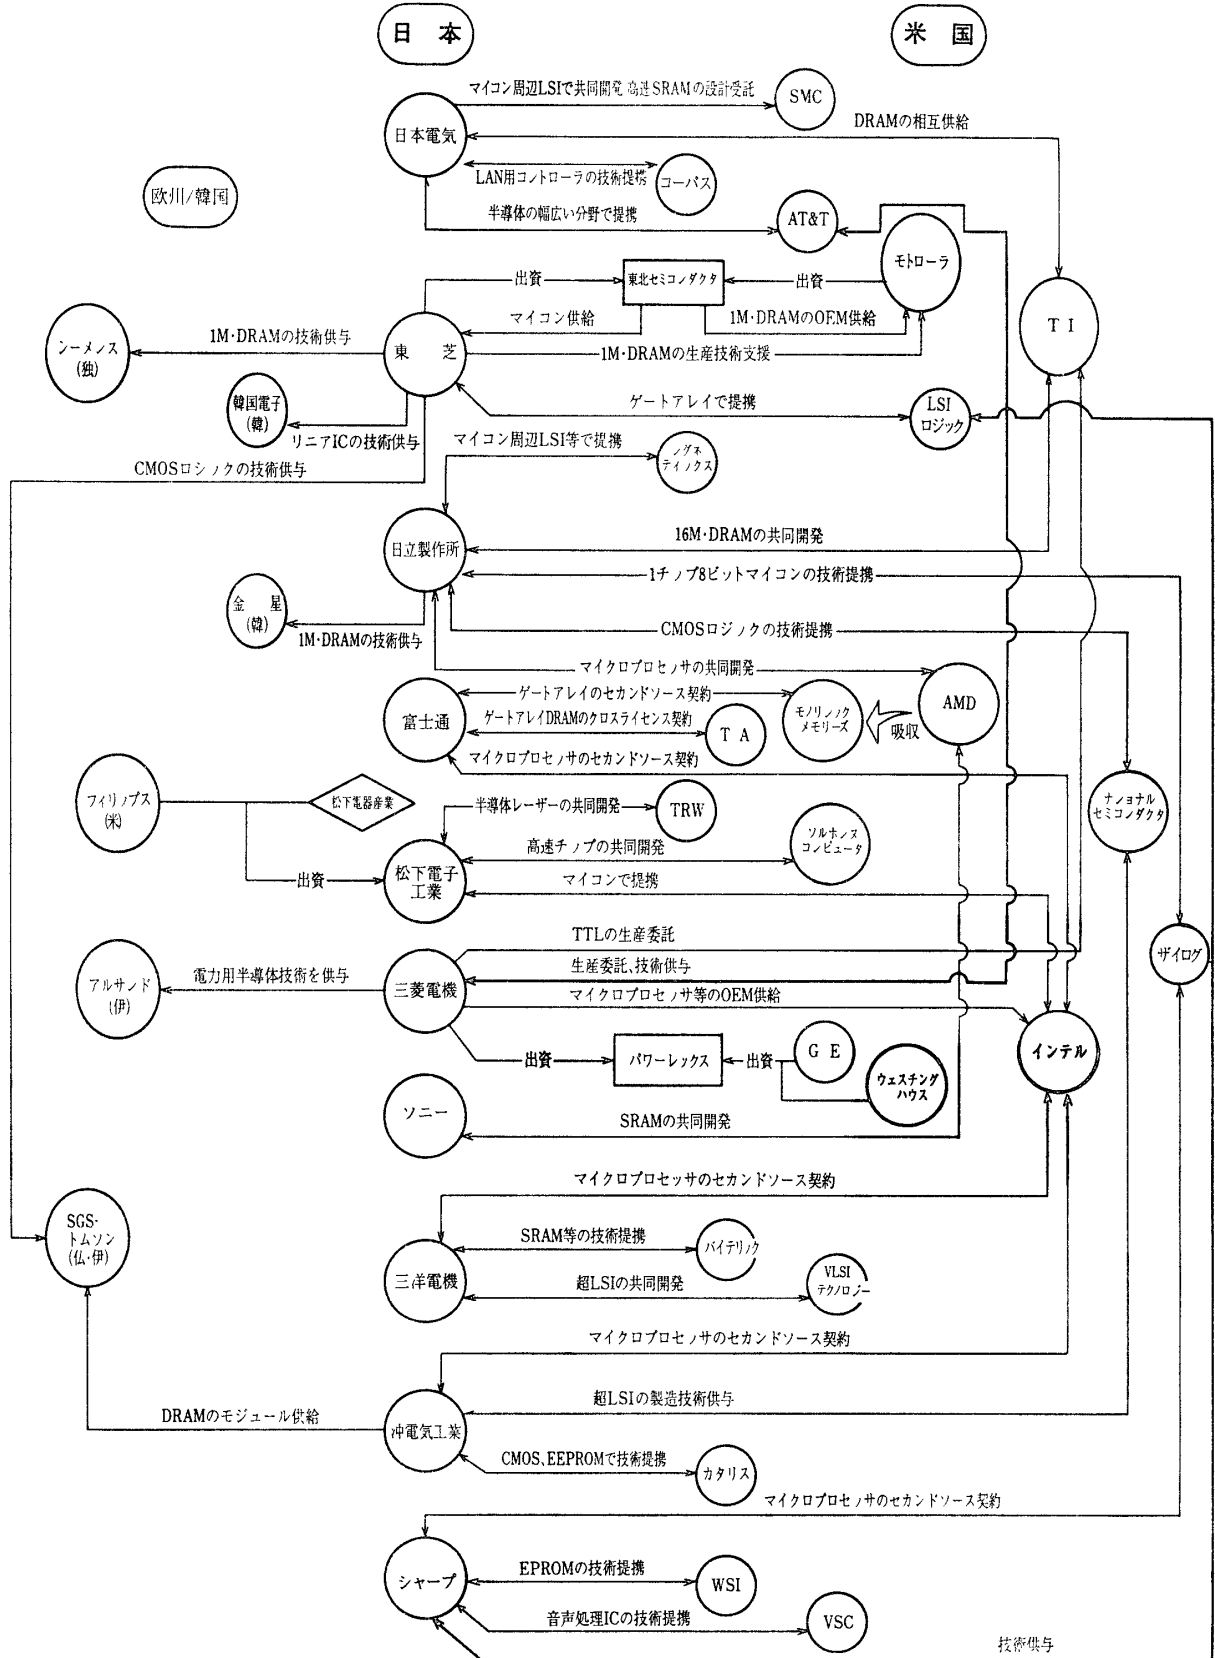 日本
米国
マイコン周辺LSIで共同開発 高速SRAMの設計受託
SMC
日本電気
DRAMの相互供給
欧州/韓国
LAN用コントローラの技術提携
コーパス
半導体の幅広い分野で提携
AT&T
モトローラ
出資
東北セミコンダクタ
出資
マイコン供給
1M・DRAMのOEM供給
T I
シーメンス
(独)
1M・DRAMの技術供与
東芝
1M・DRAMの生産技術支援
韓国電子
(韓)
リニアICの技術供与
ゲートアレイで提携
LSI
ロジック
マイコン周辺LSI等で提携
シグネ
ティックス
CMOSロジックの技術供与
日立製作所
16M・DRAMの共同開発
1チップ8ビットマイコンの技術提携
金星
(韓)
1M・DRAMの技術供与
CMOSロジックの技術提携
マイクロプロセッサの共同開発
AMD
富士通
ゲートアレイのセカンドソース契約
モノリシック
メモリーズ
吸収
ゲートアレイDRAMのクロスライセンス契約
T A
マイクロプロセッサのセカンドソース契約
フィリップス
(米)
松下電器産業
半導体レーザーの共同開発
TRW
ナショナル
セミコンダクタ
高速チップの共同開発
ソルボンヌ
コンピュータ
出資
松下電子
工業
マイコンで提携
TTLの生産委託
ザイログ
アルサンド
(伊)
電力用半導体技術を供与
三菱電機
生産委託、技術供与
マイクロプロセッサ等のOEM供給
インテル
出資
パワーレックス
出資
G E
ウェスチング
ハウス
ソニー
SRAMの共同開発
マイクロプロセッサのセカンドソース契約
SGS-
トムソン
(仏・伊)
三洋電機
SRAM等の技術提携
バイテリック
超LSIの共同開発
VLSI
テクノロジー
マイクロプロセッサのセカンドソース契約
DRAMのモジュール供給
沖電気工業
超LSIの製造技術供与
CMOS、EEPROMで技術提携
カタリス
マイクロプロセッサのセカンドソース契約
シャープ
EPROMの技術提携
WSI
音声処理ICの技術提携
VSC
技術供与